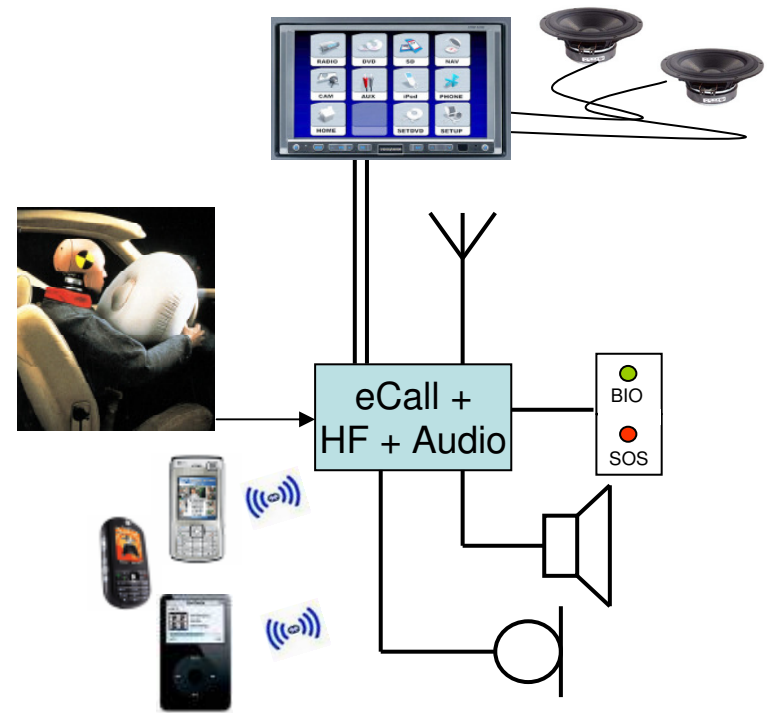 RADIO
DVD
SD
NAV
CAM
AUX
iPod
PHONE
HOME
SETDVD
SETUP
eCall +
HF + Audio
BIO
SOS